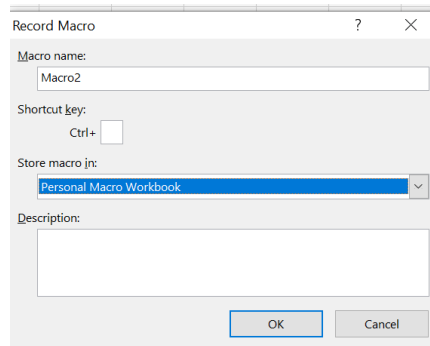 Record Macro ?
Macro name:
Macro2
Shortcut key:
Ctrl+
Store macro in:
Personal Macro Workbook
Description:
OK Cancel